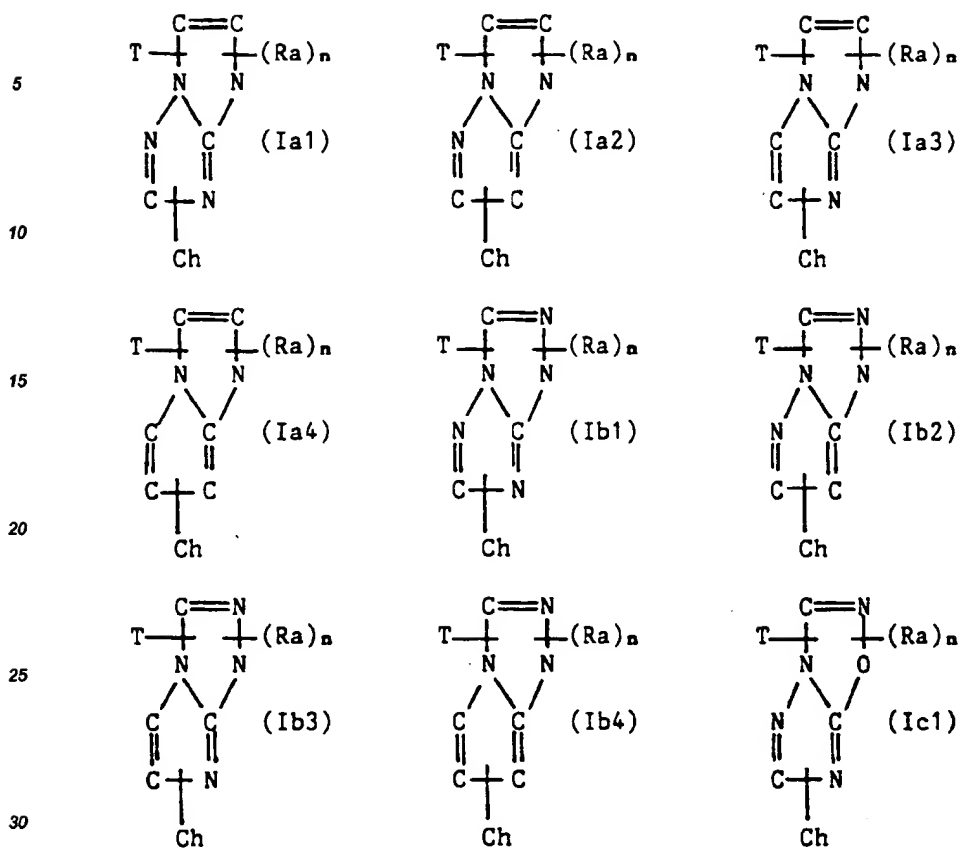 C=C C=C C=C
T (Ra)n T (Ra)n T (Ra)n
5 N N N N N N
N C (Ia1) N C (Ia2) C C (Ia3)
C N C C C N
10
Ch Ch Ch
C=C C=N C=N
T (Ra)n T (Ra)n T (Ra)n
15 N N N N N N
C C (Ia4) N C (Ib1) N C (Ib2)
C C C N C C
20
Ch Ch Ch
C=N C=N C=N
T (Ra)n T (Ra)n T (Ra)n
25 N N N N N O
C C (Ib3) C C (Ib4) N C (Ic1)
C N C C C N
30 Ch Ch Ch